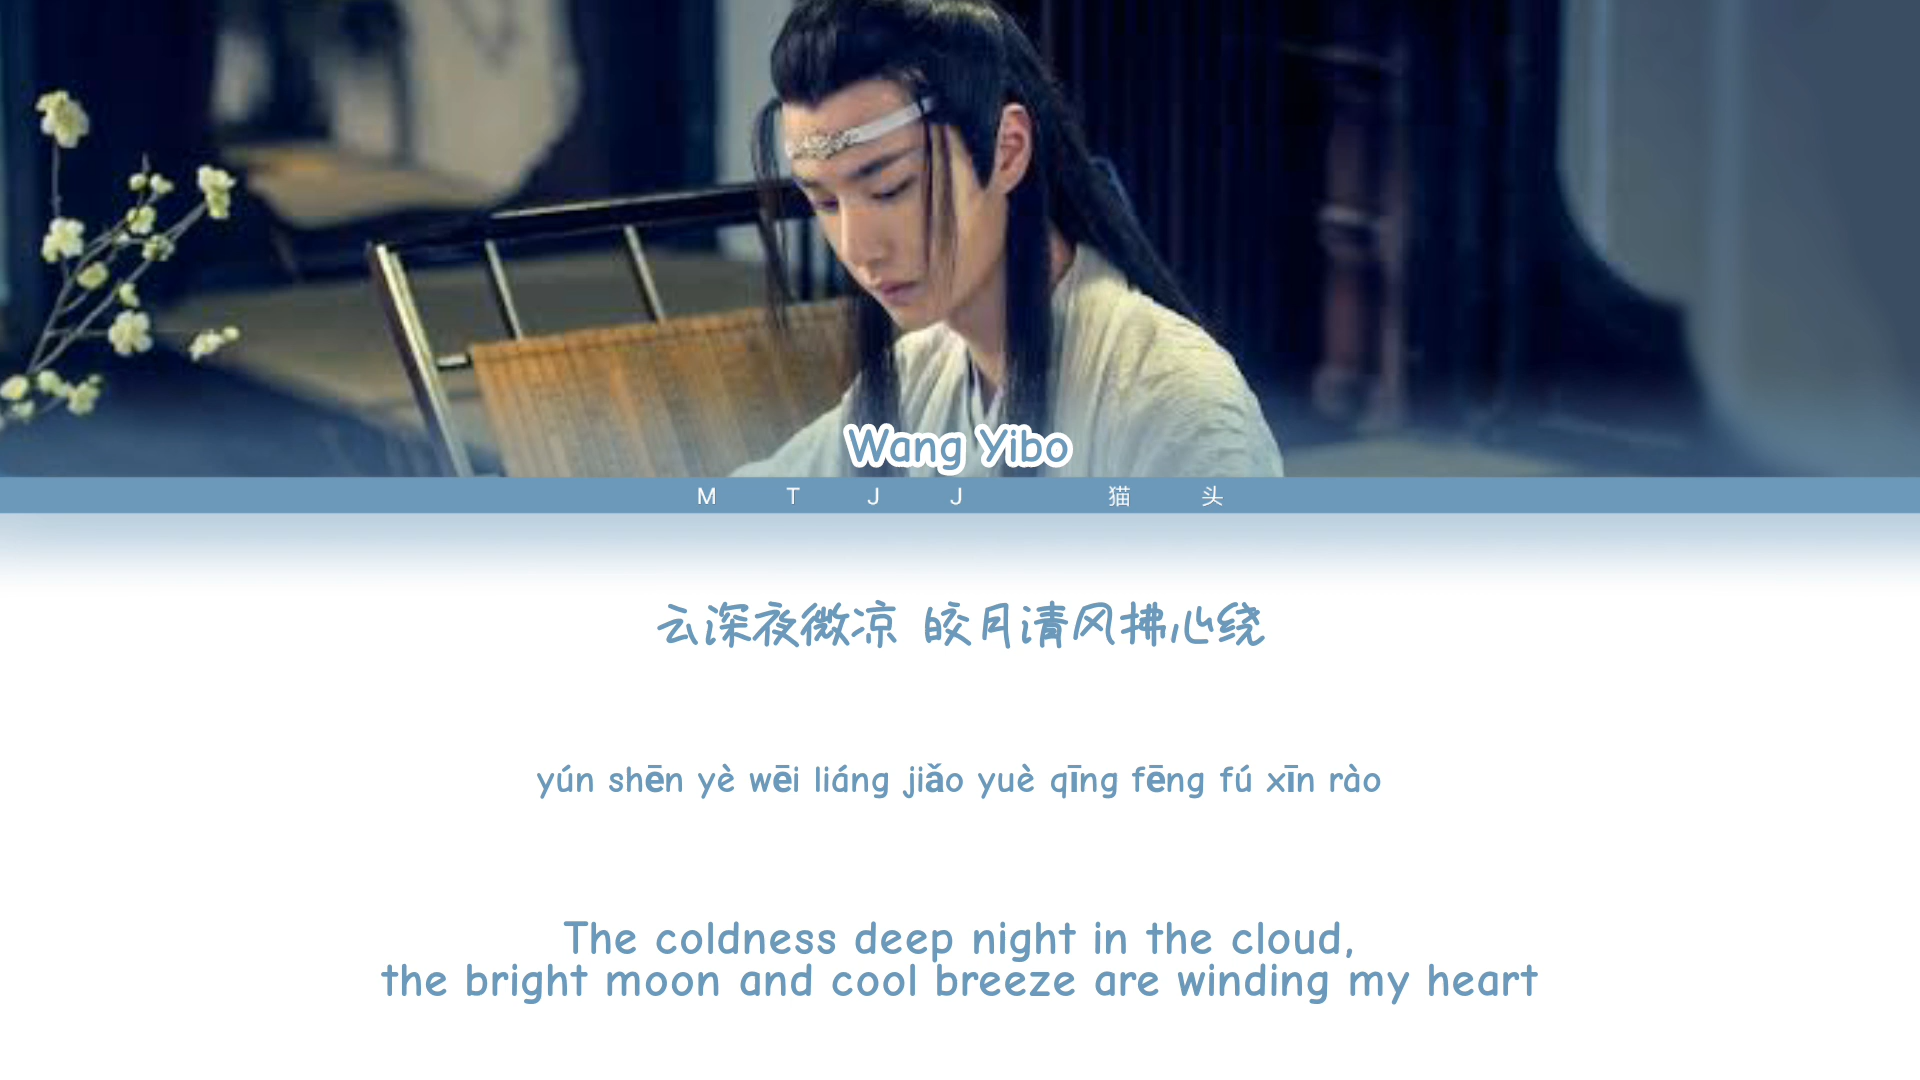 Wang Yibo
M T J J 猫 头
云深夜微凉 皎月清风拂心绕
yún shēn yè wēi liáng jiǎo yuè qīng fēng fú xīn rào
The coldness deep night in the cloud,
the bright moon and cool breeze are winding my heart